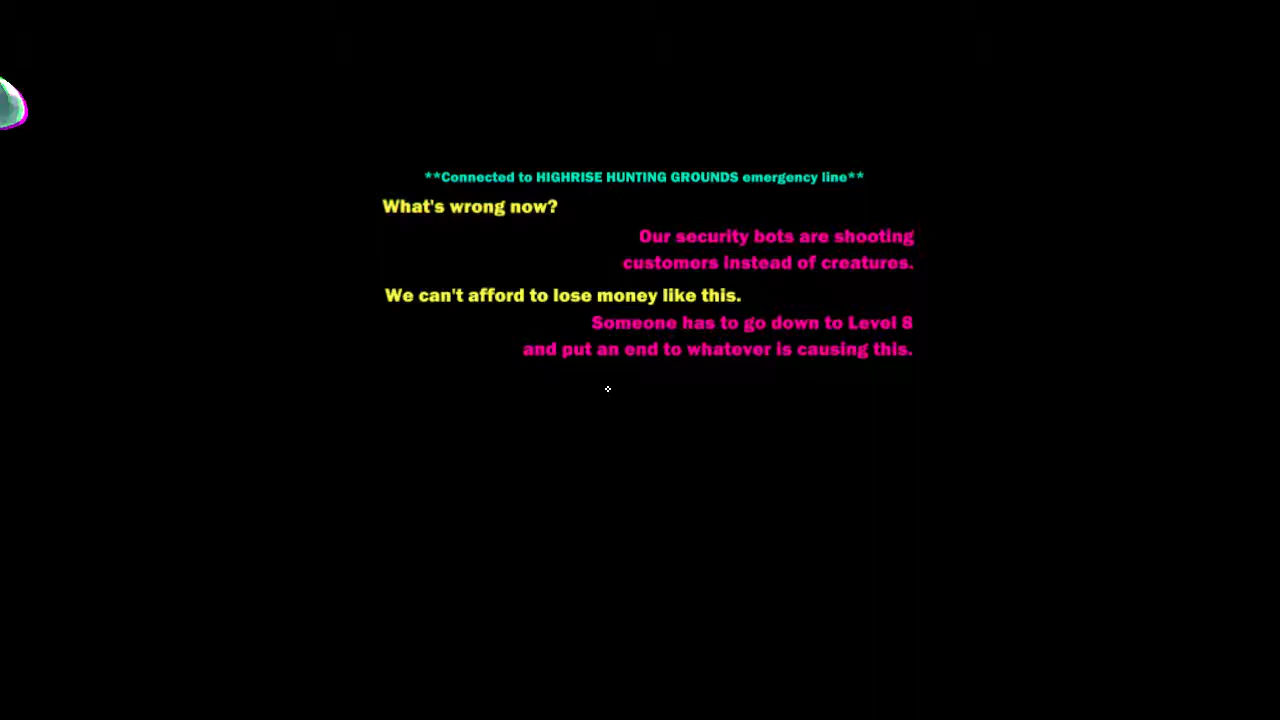 **Connected to HIGHRISE HUNTING GROUNDS emergency line**
What's wrong now?
Our security bots are shooting
customers instead of creatures.
We can't afford to lose money like this.
Someone has to go down to Level 8
and put an end to whatever is causing this.